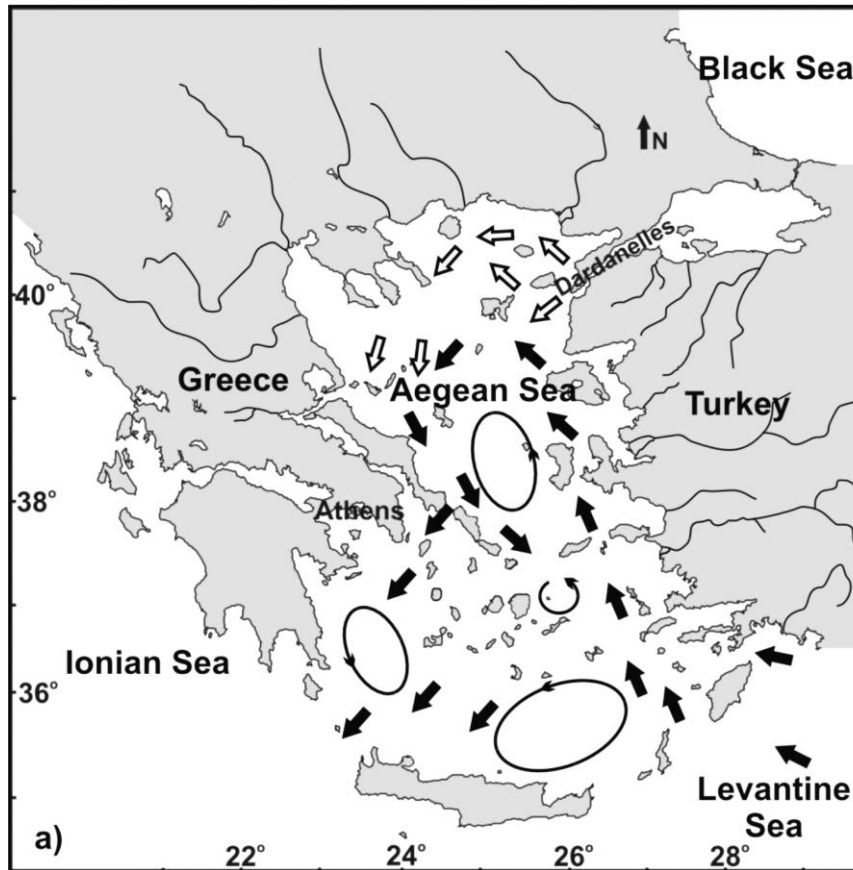 Black Sea
N
Dardanelles
40°
Greece
Aegean Sea
Turkey
38°
Athens
Ionian Sea
36°
Levantine
Sea
a)
22°
24°
26°
28°